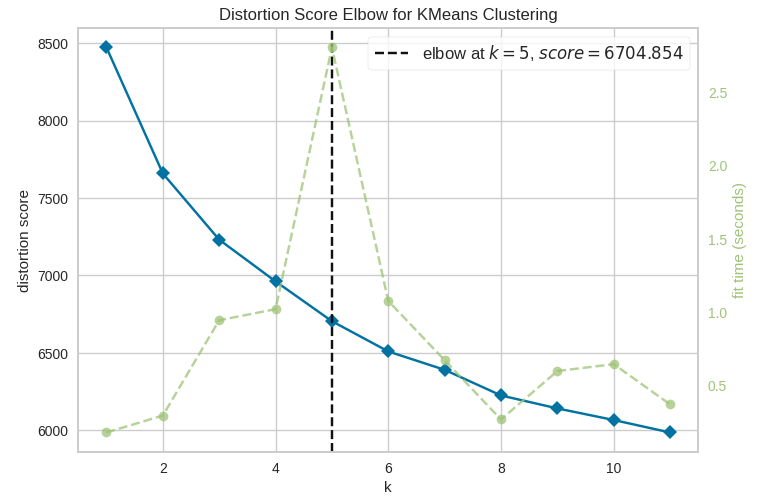 Distortion Score Elbow for KMeans Clustering
elbow at k = 5, score = 6704.854
8500
8000
7500
7000
6500
6000
distortion score
2.5
2.0
1.5
1.0
0.5
fit time (seconds)
2 4 6 8 10
k